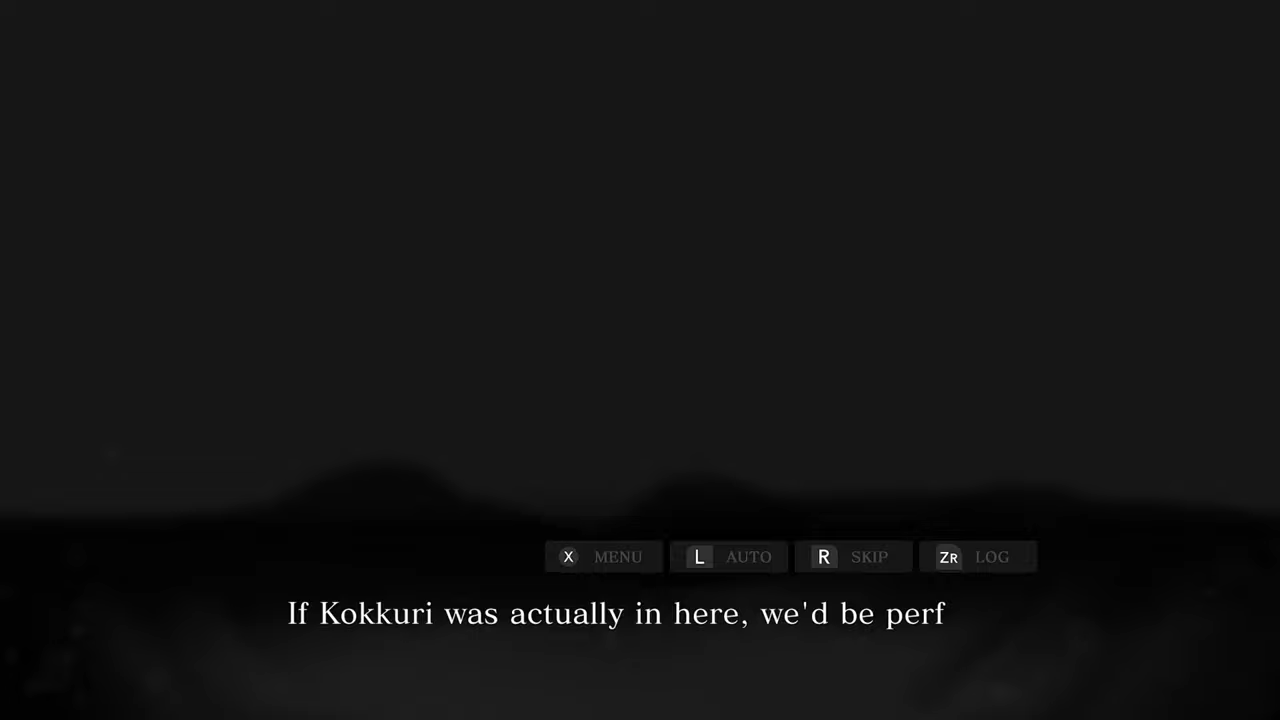 X MENU L AUTO R SKIP ZR LOG
If Kokkuri was actually in here, we'd be perf